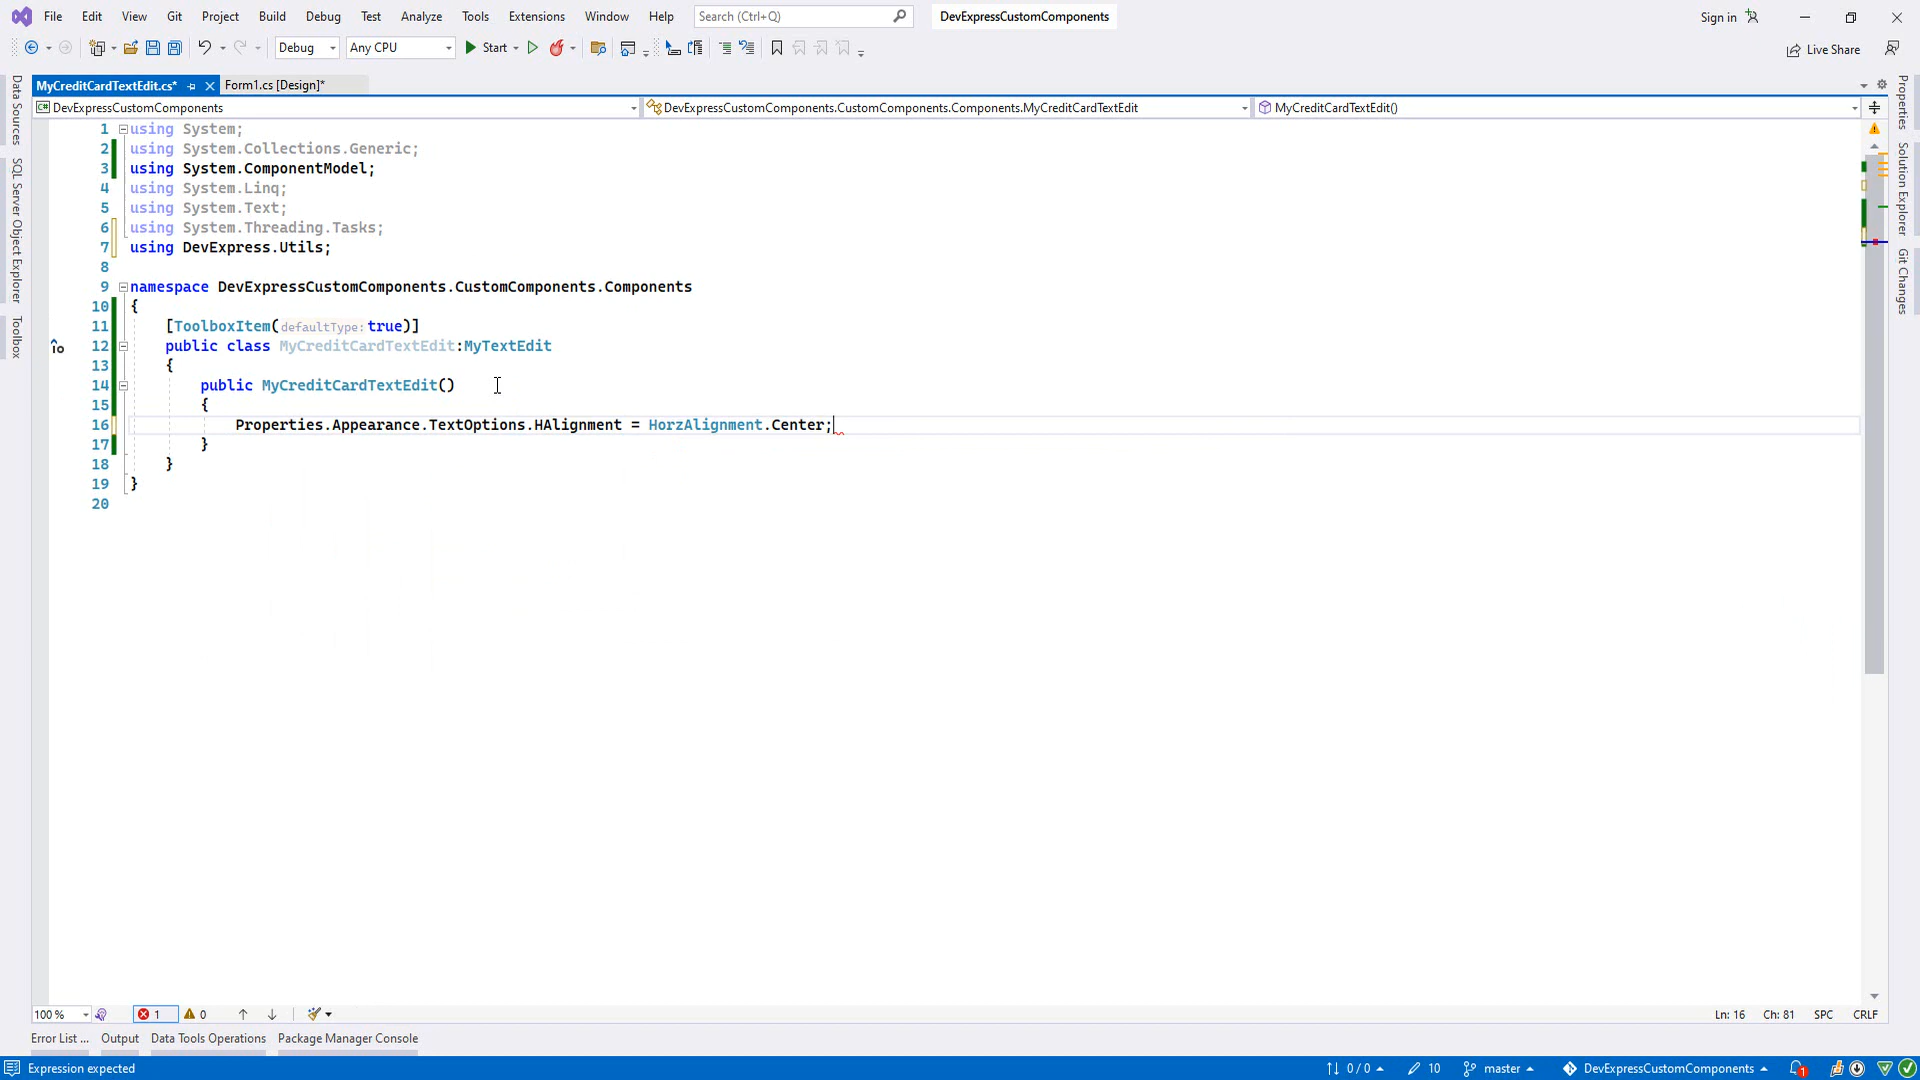 File Edit View Git Project Build Debug Test Analyze Tools Extensions Window Help Search (Ctrl+Q) DevExpressCustomComponents Sign in
Debug Any CPU Start Live Share
MyCreditCardTextEdit.cs* Form1.cs [Design]*
C# DevExpressCustomComponents DevExpressCustomComponents.CustomComponents.Components.MyCreditCardTextEdit MyCreditCardTextEdit()
1 using System;
2 using System.Collections.Generic;
3 using System.ComponentModel;
4 using System.Linq;
5 using System.Text;
6 using System.Threading.Tasks;
7 using DevExpress.Utils;
8
9 namespace DevExpressCustomComponents.CustomComponents.Components
10 {
11 [ToolboxItem(defaultType: true)]
12 public class MyCreditCardTextEdit:MyTextEdit
13 {
14 public MyCreditCardTextEdit()
15 {
16 Properties.Appearance.TextOptions.HAlignment = HorzAlignment.Center;
17 }
18 }
19 }
20
Data Sources
SQL Server Object Explorer
Toolbox
Properties
Solution Explorer
Git Changes
100 % 1 0 Ln: 16 Ch: 81 SPC CRLF
Error List ... Output Data Tools Operations Package Manager Console
Expression expected 0 / 0 10 master DevExpressCustomComponents 1